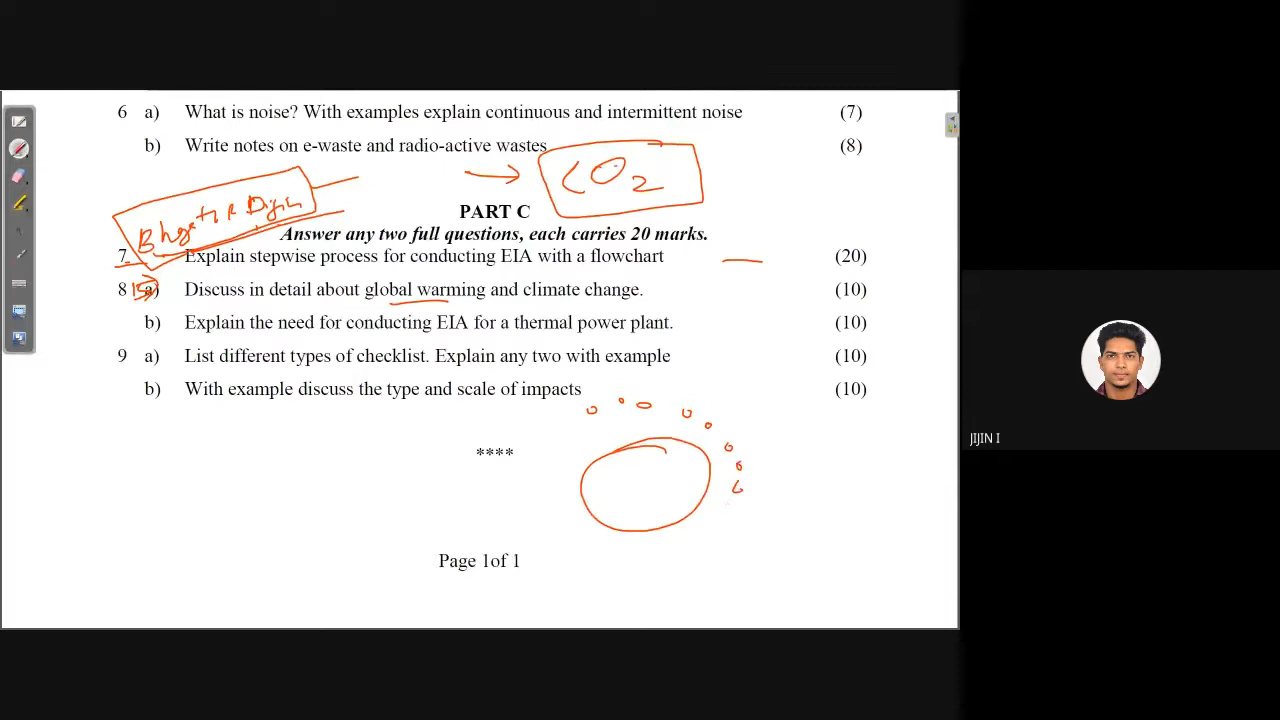 6 a) What is noise? With examples explain continuous and intermittent noise (7)
b) Write notes on e-waste and radio-active wastes (8)
CO2
PART C
Answer any two full questions, each carries 20 marks.
7 Explain stepwise process for conducting EIA with a flowchart (20)
8 a) Discuss in detail about global warming and climate change. (10)
b) Explain the need for conducting EIA for a thermal power plant. (10)
9 a) List different types of checklist. Explain any two with example (10)
b) With example discuss the type and scale of impacts (10)
****
Page 1of 1
JIJIN I